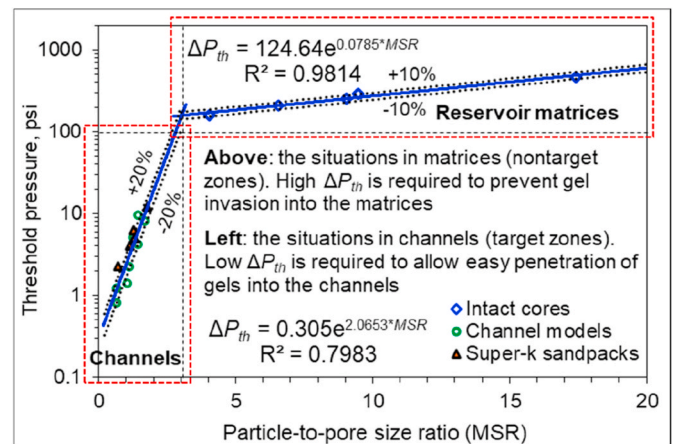 ΔPth = 124.64e^0.0785*MSR
R² = 0.9814
+10%
-10%
Reservoir matrices
1000
100
10
1
0.1
Threshold pressure, psi
+20%
-20%
Above: the situations in matrices (nontarget
zones). High ΔPth is required to prevent gel
invasion into the matrices
Left: the situations in channels (target zones).
Low ΔPth is required to allow easy penetration of
gels into the channels
ΔPth = 0.305e^2.0653*MSR
R² = 0.7983
Intact cores
Channel models
Super-k sandpacks
Channels
0 5 10 15 20
Particle-to-pore size ratio (MSR)